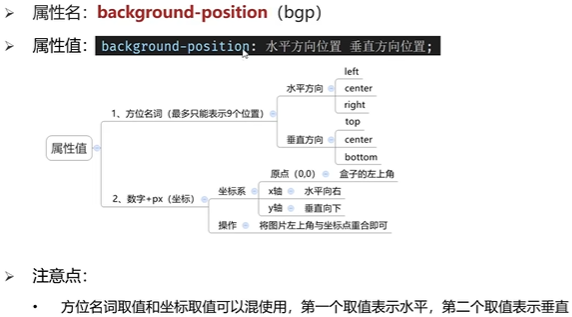 属性名：background-position（bgp）
属性值：background-position: 水平方向位置 垂直方向位置;
属性值
1、方位名词（最多只能表示9个位置）
水平方向
left
center
right
垂直方向
top
center
bottom
2、数字+px（坐标）
坐标系
原点（0,0） 盒子的左上角
x轴 水平向右
y轴 垂直向下
操作 将图片左上角与坐标点重合即可
注意点：
方位名词取值和坐标取值可以混使用，第一个取值表示水平，第二个取值表示垂直